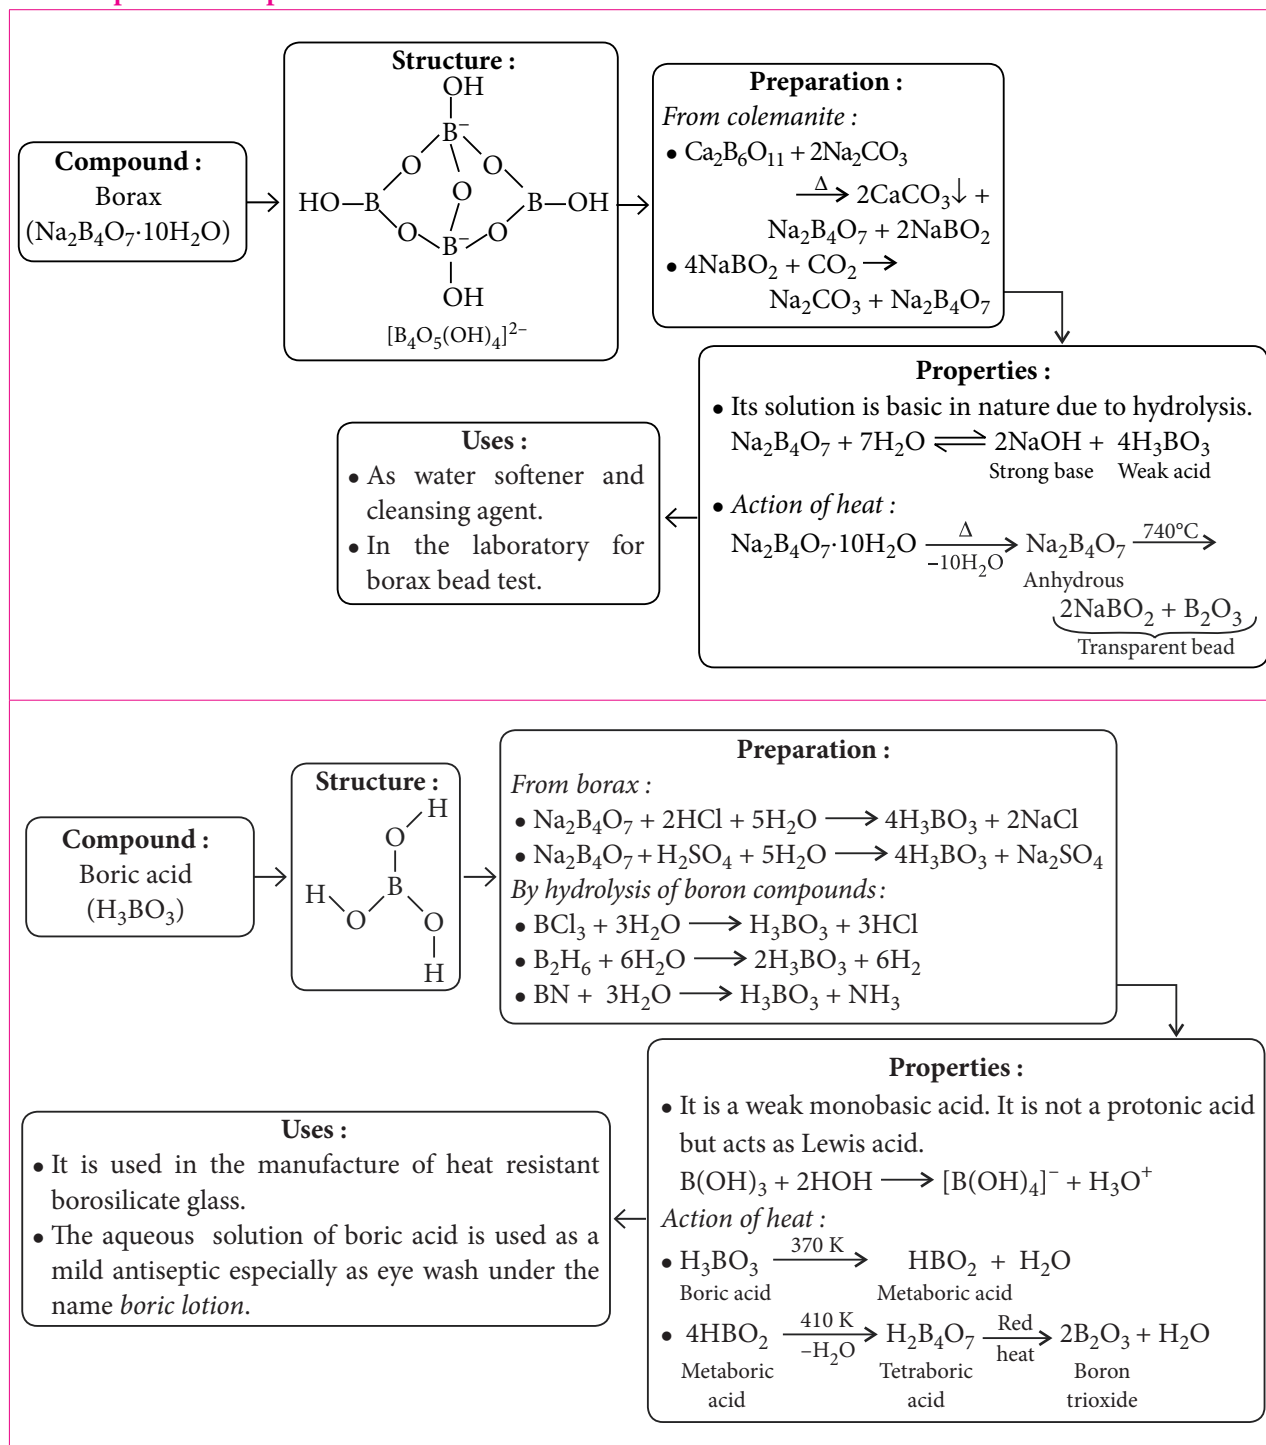 Compound :
Borax
(Na₂B₄O₇·10H₂O)
Structure :
OH
B⁻
O O
O
HO–B B–OH
O O
B⁻
OH
[B₄O₅(OH)₄]²⁻
Preparation :
From colemanite :
• Ca₂B₆O₁₁ + 2Na₂CO₃
Δ
⟶ 2CaCO₃↓ +
Na₂B₄O₇ + 2NaBO₂
• 4NaBO₂ + CO₂ ⟶
Na₂CO₃ + Na₂B₄O₇
Properties :
• Its solution is basic in nature due to hydrolysis.
Na₂B₄O₇ + 7H₂O ⇌ 2NaOH + 4H₃BO₃
Strong base Weak acid
• Action of heat :
Δ 740°C
Na₂B₄O₇·10H₂O ⟶ Na₂B₄O₇ ⟶
–10H₂O
Anhydrous
2NaBO₂ + B₂O₃
Transparent bead
Uses :
• As water softener and
cleansing agent.
• In the laboratory for
borax bead test.
Compound :
Boric acid
(H₃BO₃)
Structure :
H
O
H B
O O
H
Preparation :
From borax :
• Na₂B₄O₇ + 2HCl + 5H₂O ⟶ 4H₃BO₃ + 2NaCl
• Na₂B₄O₇ + H₂SO₄ + 5H₂O ⟶ 4H₃BO₃ + Na₂SO₄
By hydrolysis of boron compounds :
• BCl₃ + 3H₂O ⟶ H₃BO₃ + 3HCl
• B₂H₆ + 6H₂O ⟶ 2H₃BO₃ + 6H₂
• BN + 3H₂O ⟶ H₃BO₃ + NH₃
Properties :
• It is a weak monobasic acid. It is not a protonic acid
but acts as Lewis acid.
B(OH)₃ + 2HOH ⟶ [B(OH)₄]⁻ + H₃O⁺
Action of heat :
370 K
• H₃BO₃ ⟶ HBO₂ + H₂O
Boric acid Metaboric acid
410 K Red
• 4HBO₂ ⟶ H₂B₄O₇ ⟶ 2B₂O₃ + H₂O
–H₂O heat
Metaboric Tetraboric Boron
acid acid trioxide
Uses :
• It is used in the manufacture of heat resistant
borosilicate glass.
• The aqueous solution of boric acid is used as a
mild antiseptic especially as eye wash under the
name boric lotion.